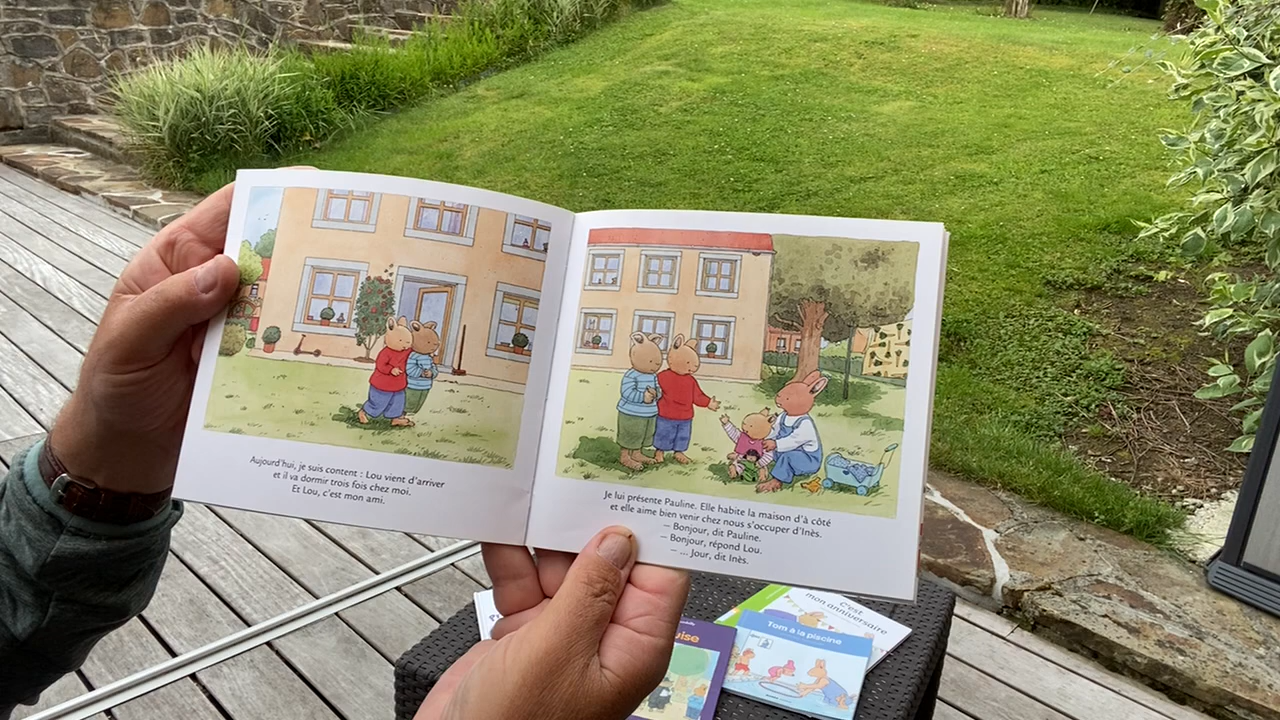 Aujourd'hui, je suis content : Lou vient d'arriver
et il va dormir trois fois chez moi.
Et Lou, c'est mon ami.
Je lui présente Pauline. Elle habite la maison d'à côté
et elle aime bien venir chez nous s'occuper d'Inès.
– Bonjour, dit Pauline.
– Bonjour, répond Lou.
– ... Jour, dit Inès.
C'est
mon anniversaire
Tom à la piscine